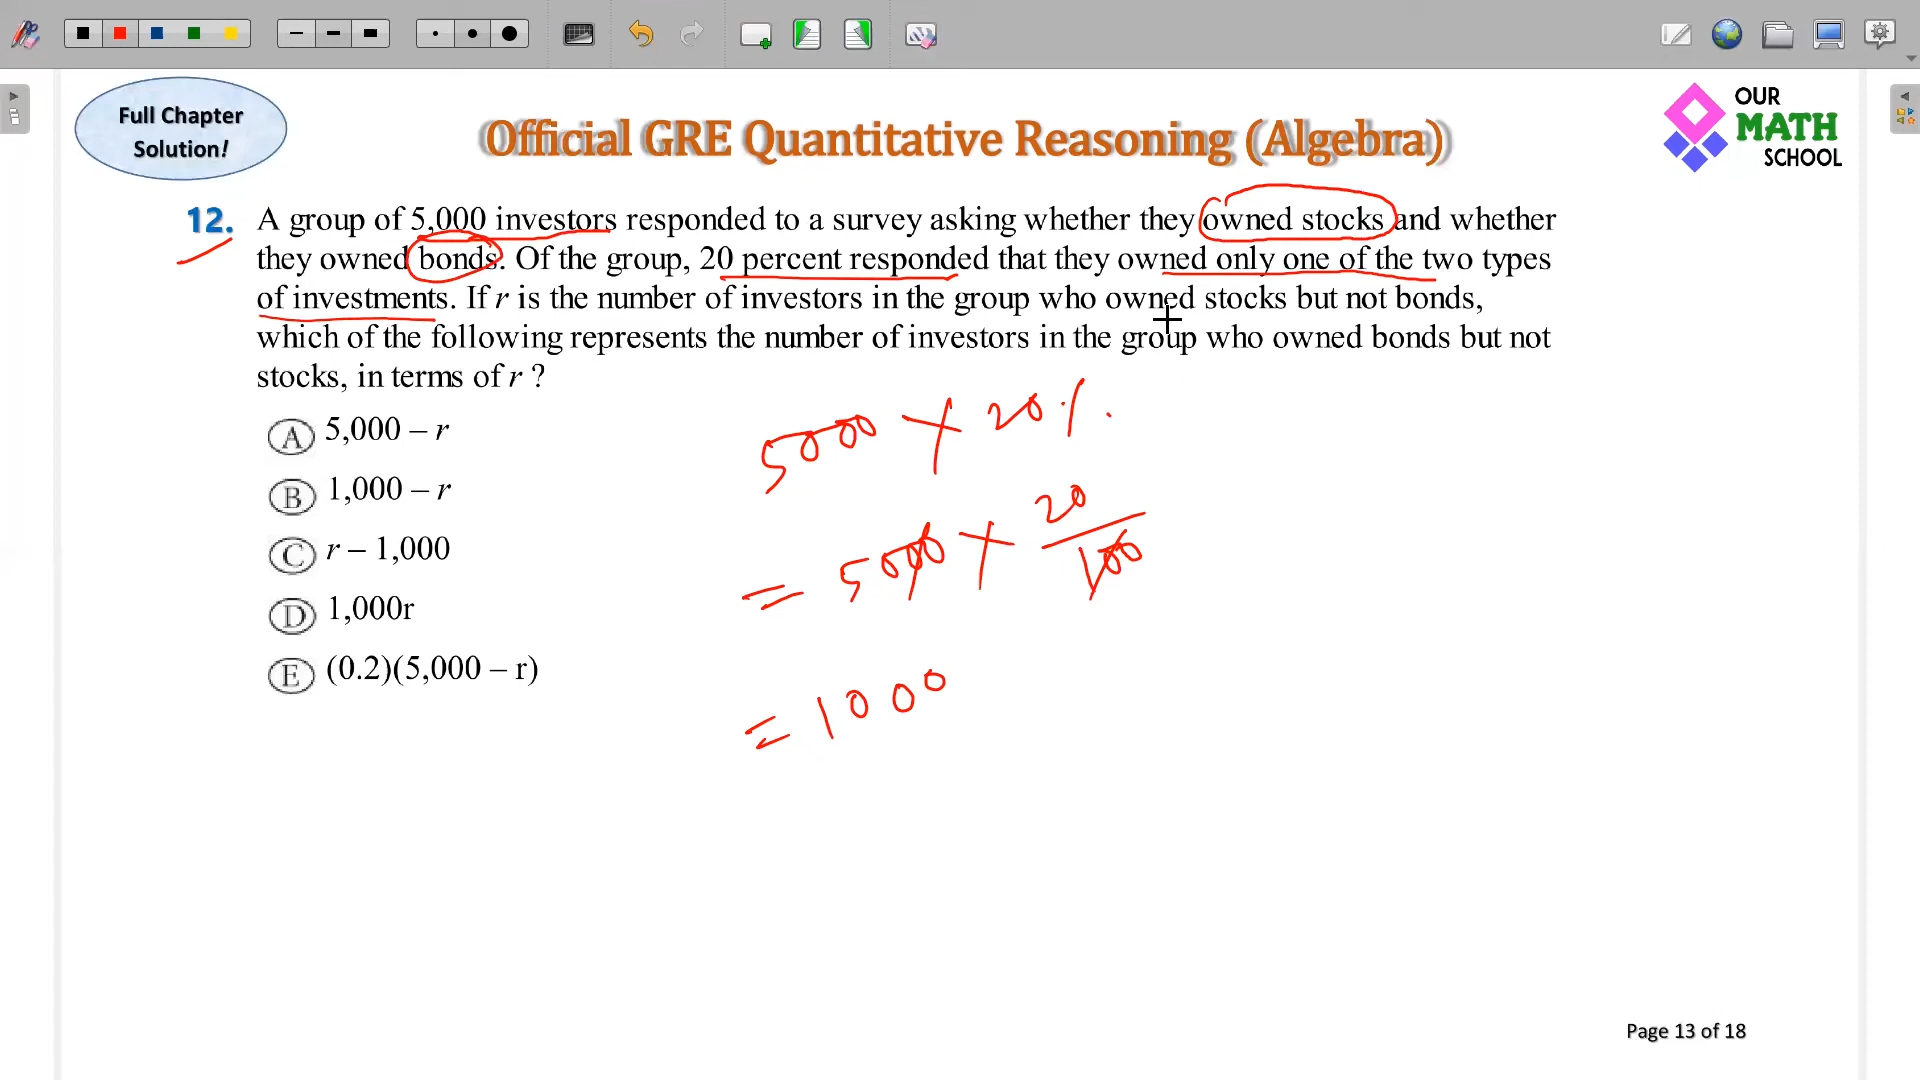 Full Chapter
Solution!
Official GRE Quantitative Reasoning (Algebra)
OUR
MATH
SCHOOL
12. A group of 5,000 investors responded to a survey asking whether they owned stocks and whether
they owned bonds. Of the group, 20 percent responded that they owned only one of the two types
of investments. If r is the number of investors in the group who owned stocks but not bonds,
which of the following represents the number of investors in the group who owned bonds but not
stocks, in terms of r ?
A 5,000 – r
B 1,000 – r
C r – 1,000
D 1,000r
E (0.2)(5,000 – r)
5000 × 20%
= 5000 × 20/100
= 1000
Page 13 of 18